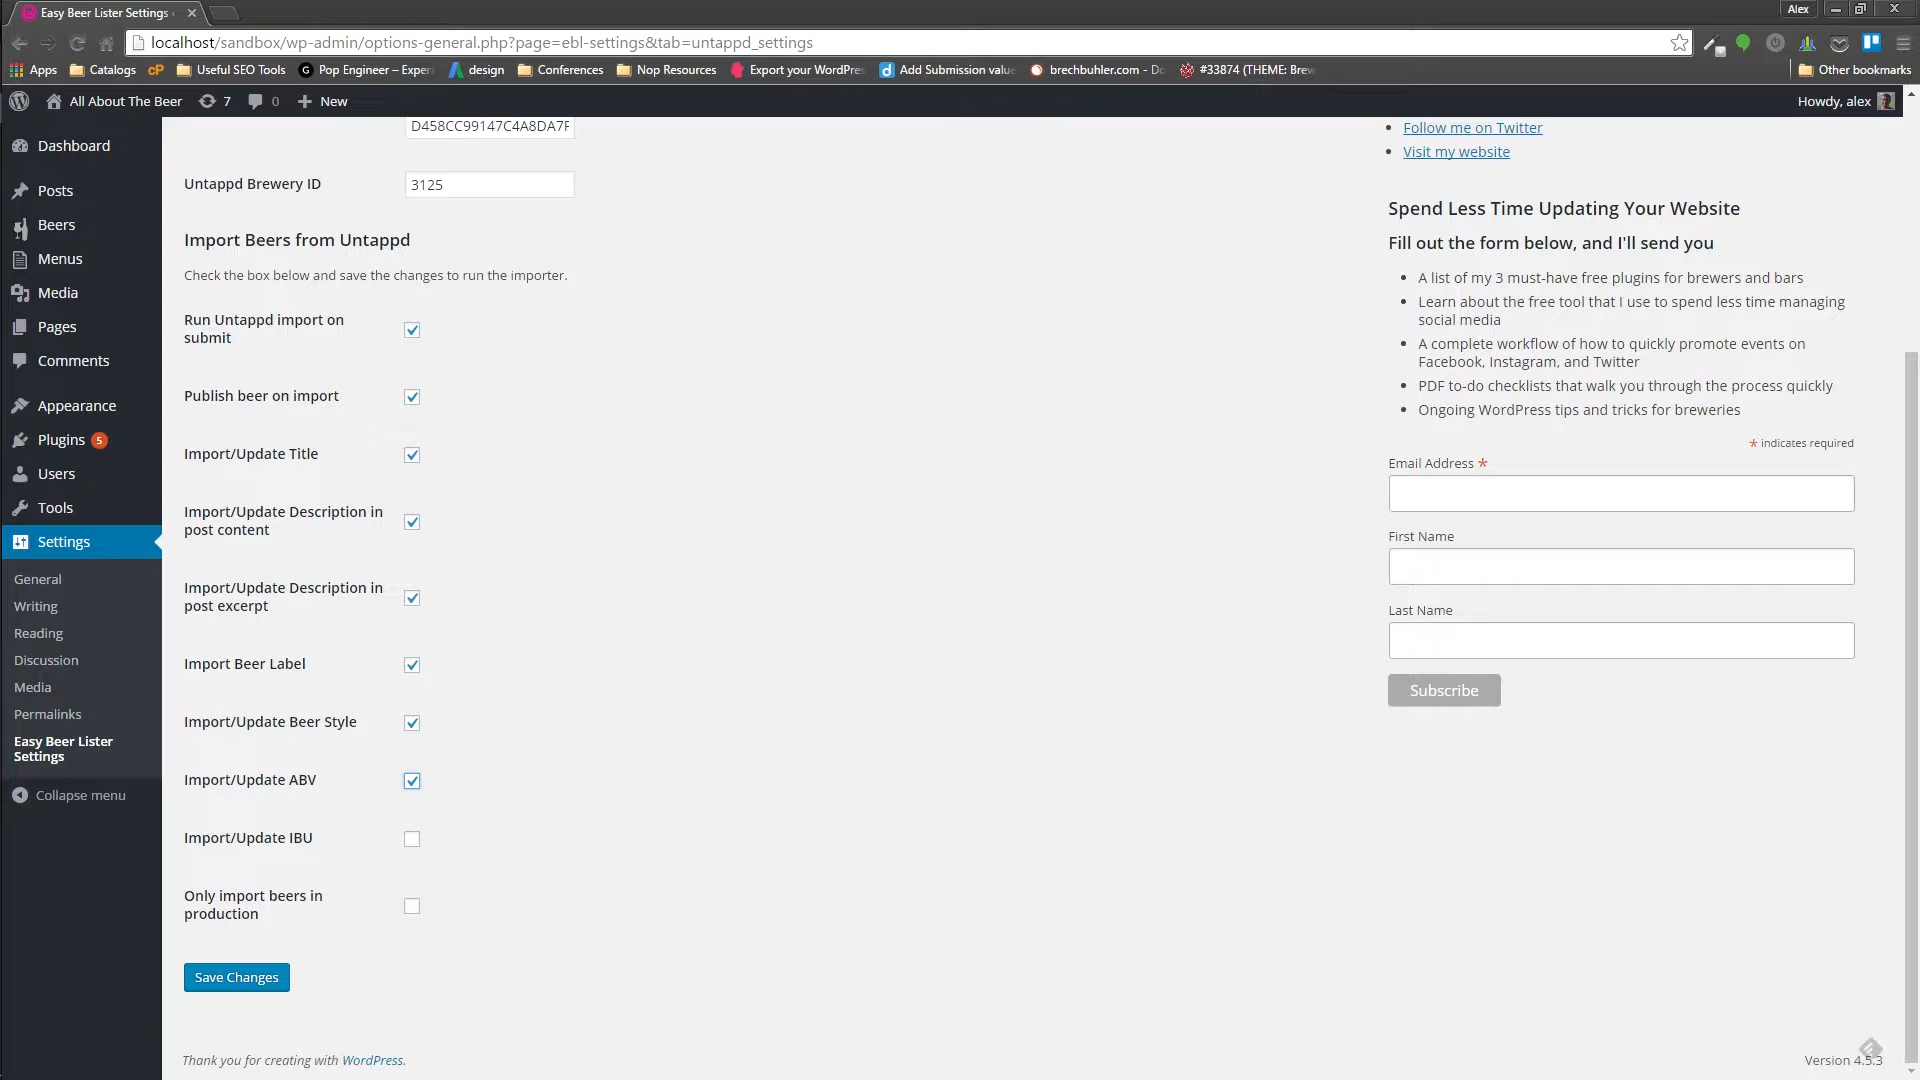 Easy Beer Lister Settings
Alex
localhost/sandbox/wp-admin/options-general.php?page=ebl-settings&tab=untappd_settings
Apps
Catalogs
cP
Useful SEO Tools
Pop Engineer – Exper
design
Conferences
Nop Resources
Export your WordPre
Add Submission value
brechbuhler.com - Do
#33874 (THEME: Brew
Other bookmarks
All About The Beer
7
0
New
Howdy, alex
Dashboard
Posts
Beers
Menus
Media
Pages
Comments
Appearance
Plugins 5
Users
Tools
Settings
General
Writing
Reading
Discussion
Media
Permalinks
Easy Beer Lister
Settings
Collapse menu
D458CC99147C4A8DA7F
Untappd Brewery ID
3125
Import Beers from Untappd
Check the box below and save the changes to run the importer.
Run Untappd import on
submit
Publish beer on import
Import/Update Title
Import/Update Description in
post content
Import/Update Description in
post excerpt
Import Beer Label
Import/Update Beer Style
Import/Update ABV
Import/Update IBU
Only import beers in
production
Save Changes
Follow me on Twitter
Visit my website
Spend Less Time Updating Your Website
Fill out the form below, and I'll send you
A list of my 3 must-have free plugins for brewers and bars
Learn about the free tool that I use to spend less time managing
social media
A complete workflow of how to quickly promote events on
Facebook, Instagram, and Twitter
PDF to-do checklists that walk you through the process quickly
Ongoing WordPress tips and tricks for breweries
* indicates required
Email Address *
First Name
Last Name
Subscribe
Thank you for creating with WordPress.
Version 4.5.3